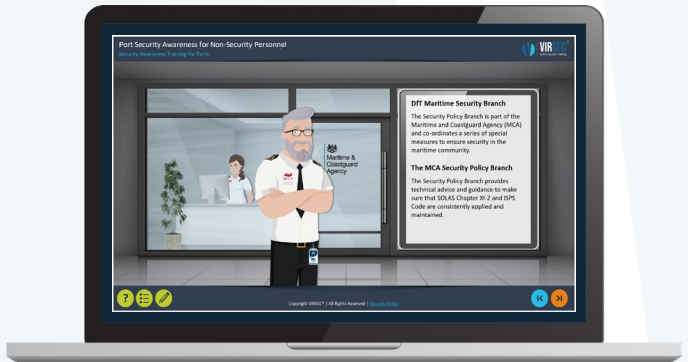 Port Security Awareness for Non-Security Personnel
Security Awareness Training for Ports
VIRSEC
DfT Maritime Security Branch
The Security Policy Branch is part of the
Maritime and Coastguard Agency (MCA)
and co-ordinates a series of special
measures to ensure security in the
maritime community.
The MCA Security Policy Branch
The Security Policy Branch provides
technical advice and guidance to make
sure that SOLAS Chapter XI-2 and ISPS
Code are consistently applied and
maintained.
Maritime &
Coastguard
Agency
?
Copyright VIRSEC® | All Rights Reserved | Security Notice